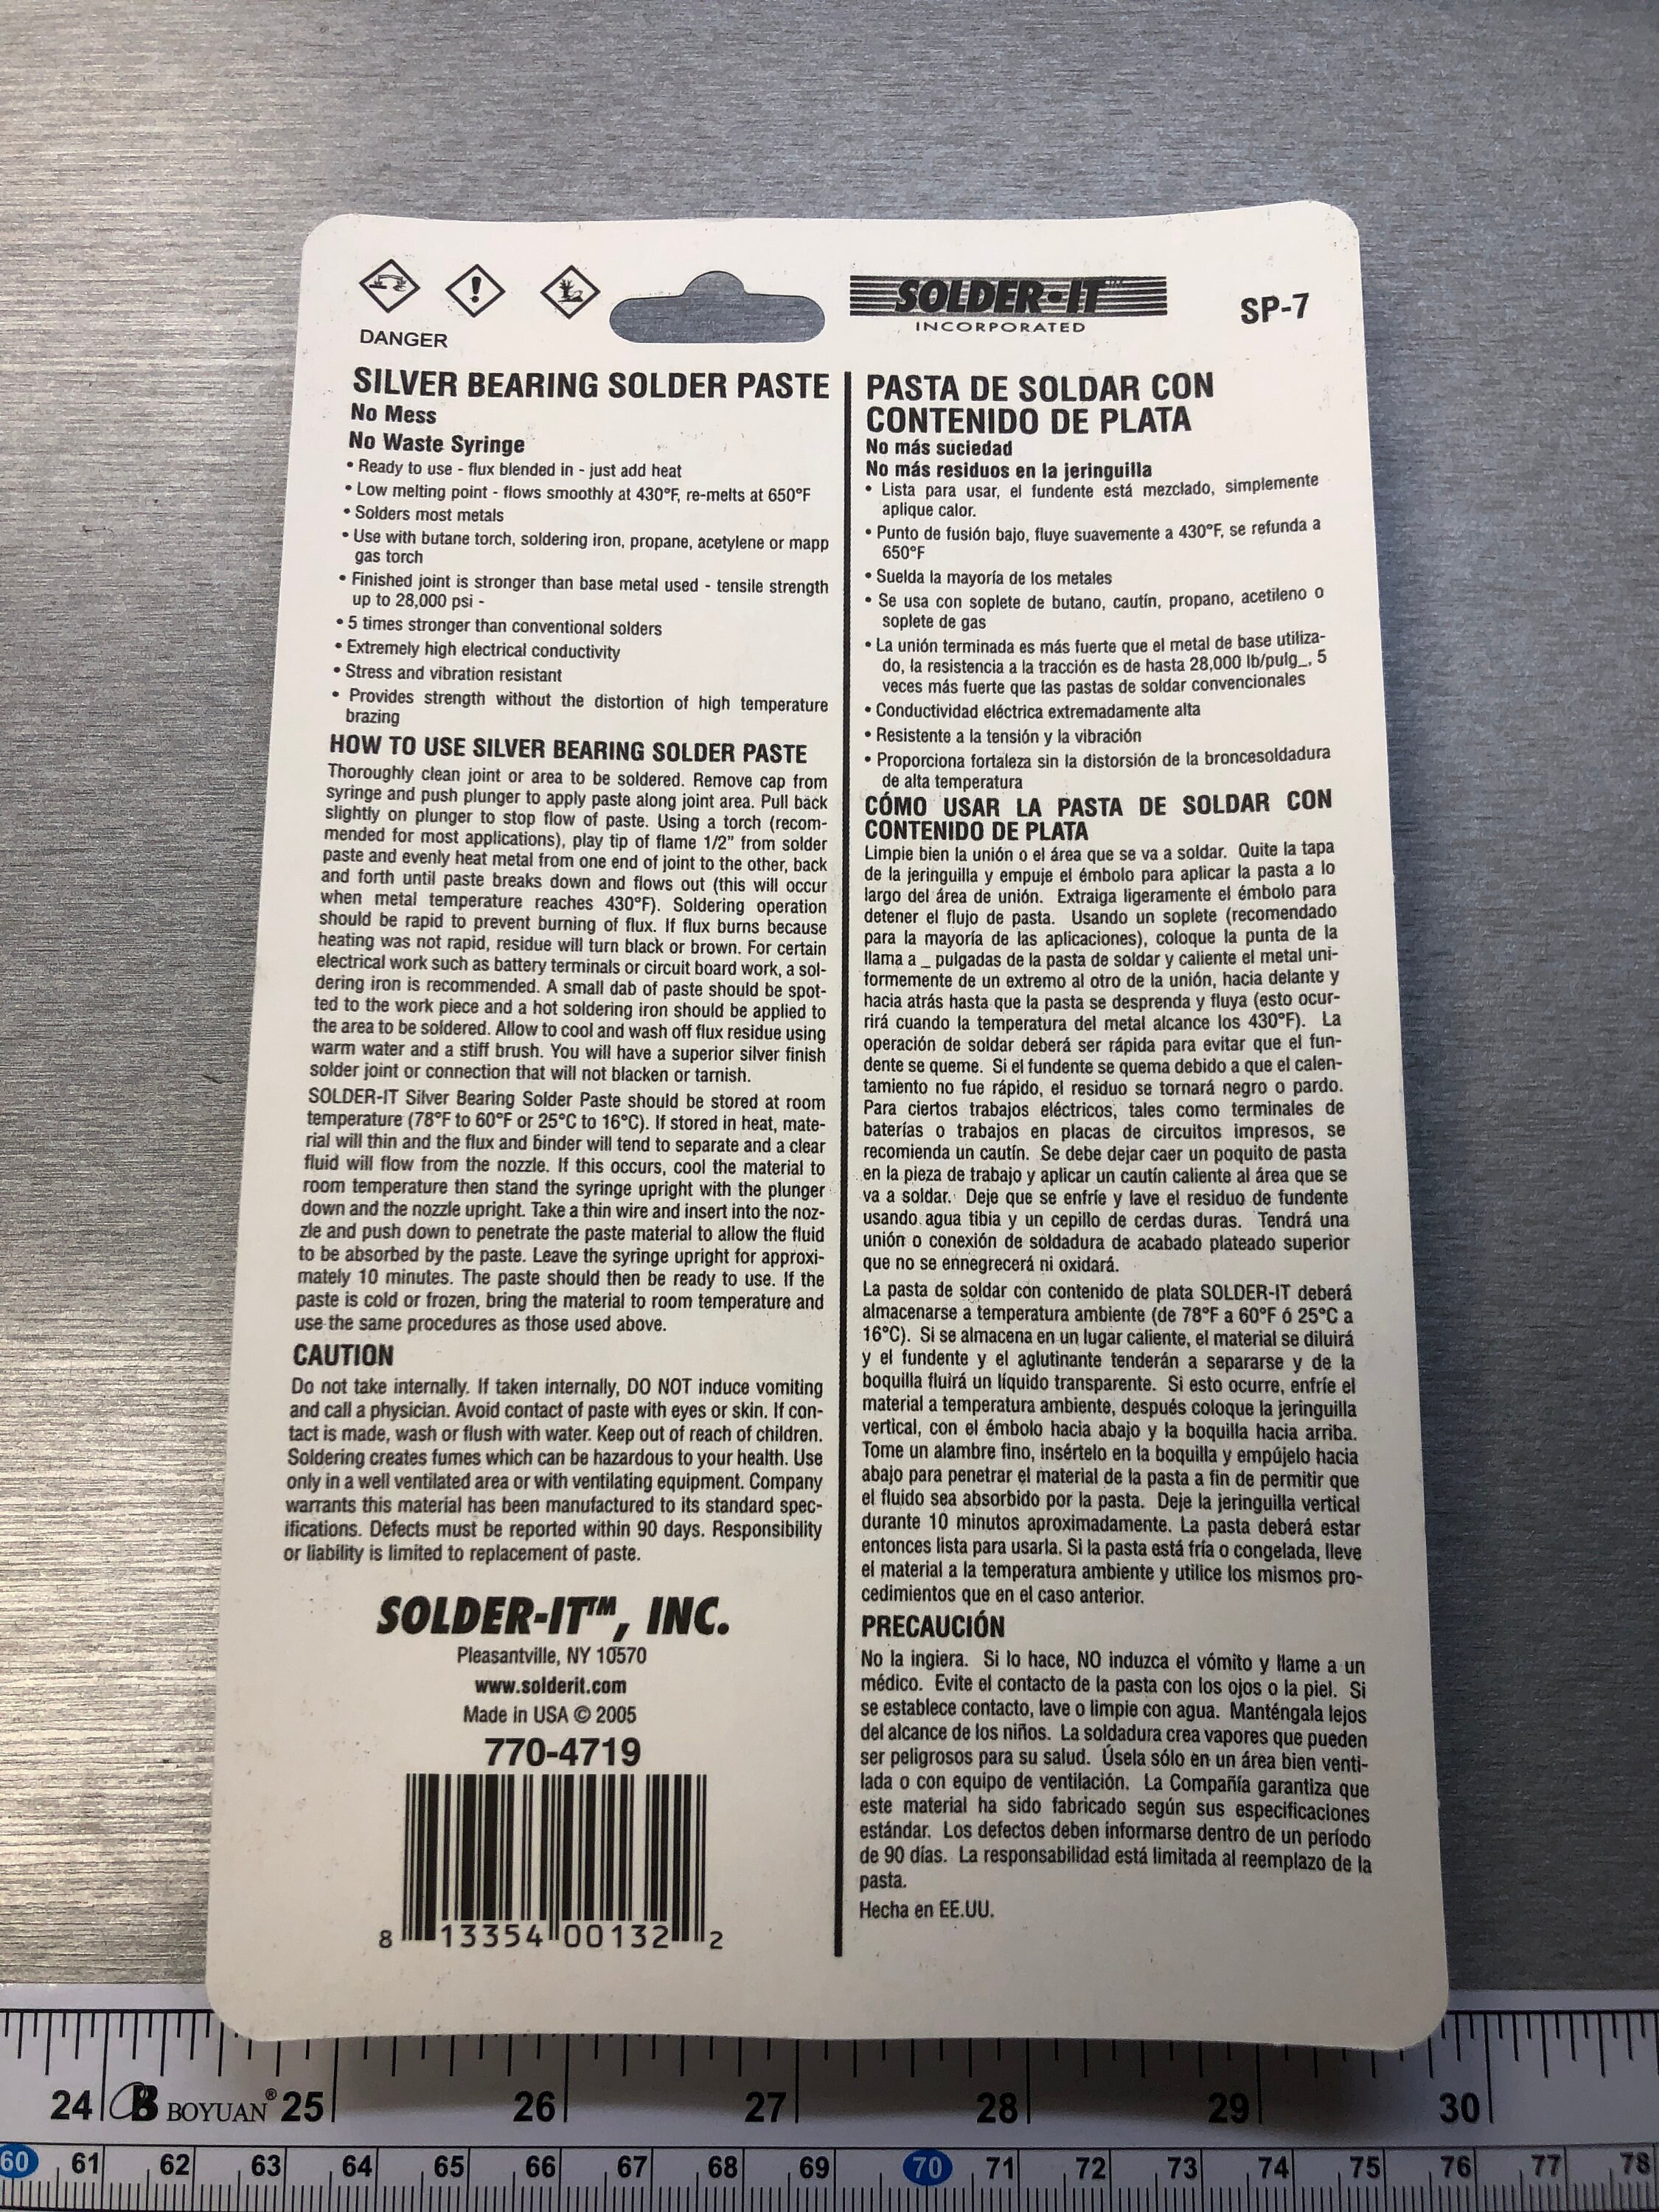 DANGER
SOLDER-IT™
INCORPORATED
SP-7
SILVER BEARING SOLDER PASTE
No Mess
No Waste Syringe
• Ready to use - flux blended in - just add heat
• Low melting point - flows smoothly at 430°F, re-melts at 650°F
• Solders most metals
• Use with butane torch, soldering iron, propane, acetylene or mapp
gas torch
• Finished joint is stronger than base metal used - tensile strength
up to 28,000 psi -
• 5 times stronger than conventional solders
• Extremely high electrical conductivity
• Stress and vibration resistant
• Provides strength without the distortion of high temperature
brazing
HOW TO USE SILVER BEARING SOLDER PASTE
Thoroughly clean joint or area to be soldered. Remove cap from
syringe and push plunger to apply paste along joint area. Pull back
slightly on plunger to stop flow of paste. Using a torch (recom-
mended for most applications), play tip of flame 1/2” from solder
paste and evenly heat metal from one end of joint to the other, back
and forth until paste breaks down and flows out (this will occur
when metal temperature reaches 430°F). Soldering operation
should be rapid to prevent burning of flux. If flux burns because
heating was not rapid, residue will turn black or brown. For certain
electrical work such as battery terminals or circuit board work, a sol-
dering iron is recommended. A small dab of paste should be spot-
ted to the work piece and a hot soldering iron should be applied to
the area to be soldered. Allow to cool and wash off flux residue using
warm water and a stiff brush. You will have a superior silver finish
solder joint or connection that will not blacken or tarnish.
SOLDER-IT Silver Bearing Solder Paste should be stored at room
temperature (78°F to 60°F or 25°C to 16°C). If stored in heat, mate-
rial will thin and the flux and binder will tend to separate and a clear
fluid will flow from the nozzle. If this occurs, cool the material to
room temperature then stand the syringe upright with the plunger
down and the nozzle upright. Take a thin wire and insert into the noz-
zle and push down to penetrate the paste material to allow the fluid
to be absorbed by the paste. Leave the syringe upright for approxi-
mately 10 minutes. The paste should then be ready to use. If the
paste is cold or frozen, bring the material to room temperature and
use the same procedures as those used above.
CAUTION
Do not take internally. If taken internally, DO NOT induce vomiting
and call a physician. Avoid contact of paste with eyes or skin. If con-
tact is made, wash or flush with water. Keep out of reach of children.
Soldering creates fumes which can be hazardous to your health. Use
only in a well ventilated area or with ventilating equipment. Company
warrants this material has been manufactured to its standard spec-
ifications. Defects must be reported within 90 days. Responsibility
or liability is limited to replacement of paste.
SOLDER-IT™, INC.
Pleasantville, NY 10570
www.solderit.com
Made in USA © 2005
770-4719
8 13354 00132 2
PASTA DE SOLDAR CON
CONTENIDO DE PLATA
No más suciedad
No más residuos en la jeringuilla
• Lista para usar, el fundente está mezclado, simplemente
aplique calor.
• Punto de fusión bajo, fluye suavemente a 430°F, se refunda a
650°F
• Suelda la mayoría de los metales
• Se usa con soplete de butano, cautín, propano, acetileno o
soplete de gas
• La unión terminada es más fuerte que el metal de base utiliza-
do, la resistencia a la tracción es de hasta 28,000 lb/pulg_, 5
veces más fuerte que las pastas de soldar convencionales
• Conductividad eléctrica extremadamente alta
• Resistente a la tensión y la vibración
• Proporciona fortaleza sin la distorsión de la broncesoldadura
de alta temperatura
CÓMO USAR LA PASTA DE SOLDAR CON
CONTENIDO DE PLATA
Limpie bien la unión o el área que se va a soldar. Quite la tapa
de la jeringuilla y empuje el émbolo para aplicar la pasta a lo
largo del área de unión. Extraiga ligeramente el émbolo para
detener el flujo de pasta. Usando un soplete (recomendado
para la mayoría de las aplicaciones), coloque la punta de la
llama a _ pulgadas de la pasta de soldar y caliente el metal uni-
formemente de un extremo al otro de la unión, hacia delante y
hacia atrás hasta que la pasta se desprenda y fluya (esto ocur-
rirá cuando la temperatura del metal alcance los 430°F). La
operación de soldar deberá ser rápida para evitar que el fun-
dente se queme. Si el fundente se quema debido a que el calen-
tamiento no fue rápido, el residuo se tornará negro o pardo.
Para ciertos trabajos eléctricos, tales como terminales de
baterías o trabajos en placas de circuitos impresos, se
recomienda un cautín. Se debe dejar caer un poquito de pasta
en la pieza de trabajo y aplicar un cautín caliente al área que se
va a soldar. Deje que se enfríe y lave el residuo de fundente
usando agua tibia y un cepillo de cerdas duras. Tendrá una
unión o conexión de soldadura de acabado plateado superior
que no se ennegrecerá ni oxidará.
La pasta de soldar con contenido de plata SOLDER-IT deberá
almacenarse a temperatura ambiente (de 78°F a 60°F ó 25°C a
16°C). Si se almacena en un lugar caliente, el material se diluirá
y el fundente y el aglutinante tenderán a separarse y de la
boquilla fluirá un líquido transparente. Si esto ocurre, enfríe el
material a temperatura ambiente, después coloque la jeringuilla
vertical, con el émbolo hacia abajo y la boquilla hacia arriba.
Tome un alambre fino, insértelo en la boquilla y empújelo hacia
abajo para penetrar el material de la pasta a fin de permitir que
el fluido sea absorbido por la pasta. Deje la jeringuilla vertical
durante 10 minutos aproximadamente. La pasta deberá estar
entonces lista para usarla. Si la pasta está fría o congelada, lleve
el material a la temperatura ambiente y utilice los mismos pro-
cedimientos que en el caso anterior.
PRECAUCIÓN
No la ingiera. Si lo hace, NO induzca el vómito y llame a un
médico. Evite el contacto de la pasta con los ojos o la piel. Si
se establece contacto, lave o limpie con agua. Manténgala lejos
del alcance de los niños. La soldadura crea vapores que pueden
ser peligrosos para su salud. Úsela sólo en un área bien venti-
lada o con equipo de ventilación. La Compañía garantiza que
este material ha sido fabricado según sus especificaciones
estándar. Los defectos deben informarse dentro de un período
de 90 días. La responsabilidad está limitada al reemplazo de la
pasta.
Hecha en EE.UU.
24 B BOYUAN® 25 26 27 28 29 30
60 61 62 63 64 65 66 67 68 69 70 71 72 73 74 75 76 77 78